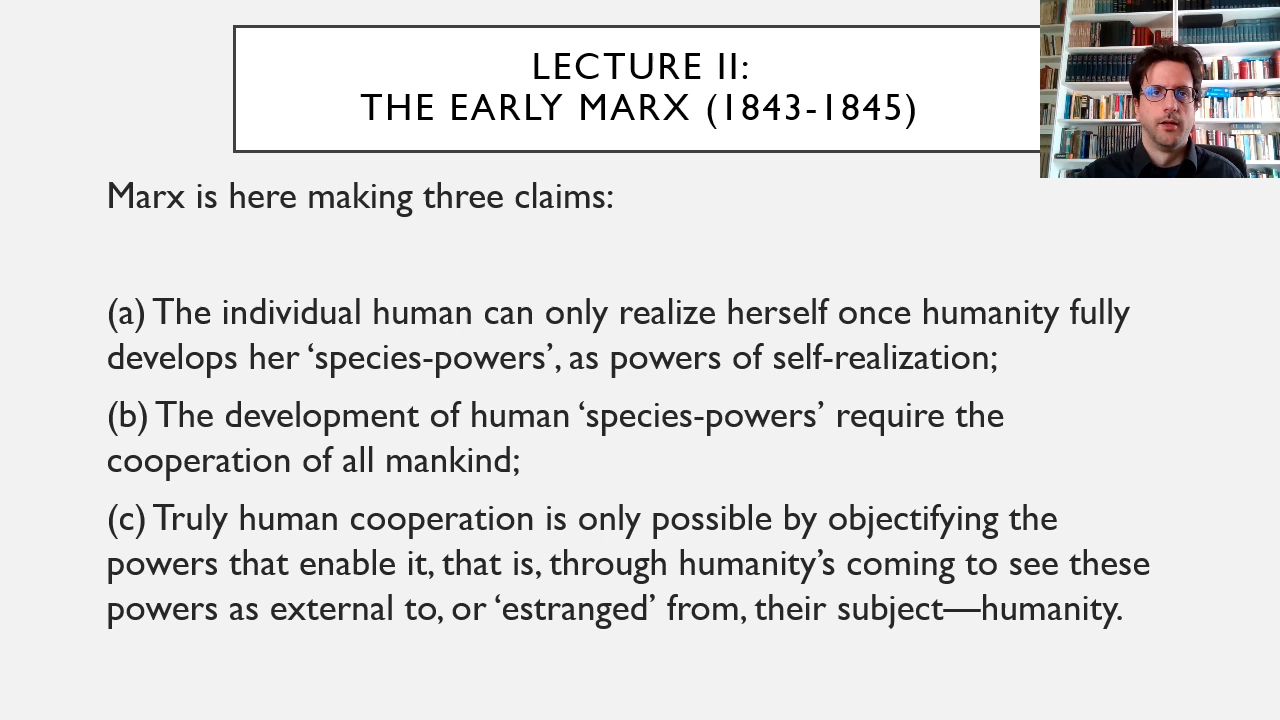 LECTURE II:
THE EARLY MARX (1843-1845)
Marx is here making three claims:
(a) The individual human can only realize herself once humanity fully
develops her ‘species-powers’, as powers of self-realization;
(b) The development of human ‘species-powers’ require the
cooperation of all mankind;
(c) Truly human cooperation is only possible by objectifying the
powers that enable it, that is, through humanity’s coming to see these
powers as external to, or ‘estranged’ from, their subject—humanity.